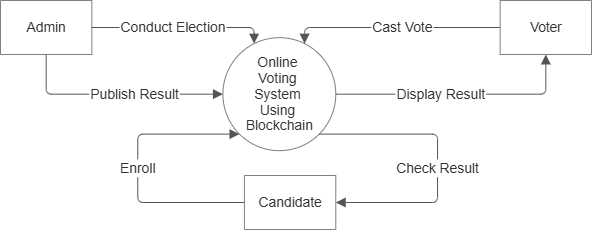 Admin
Conduct Election
Cast Vote
Voter
Online
Voting
System
Using
Blockchain
Publish Result
Display Result
Enroll
Check Result
Candidate